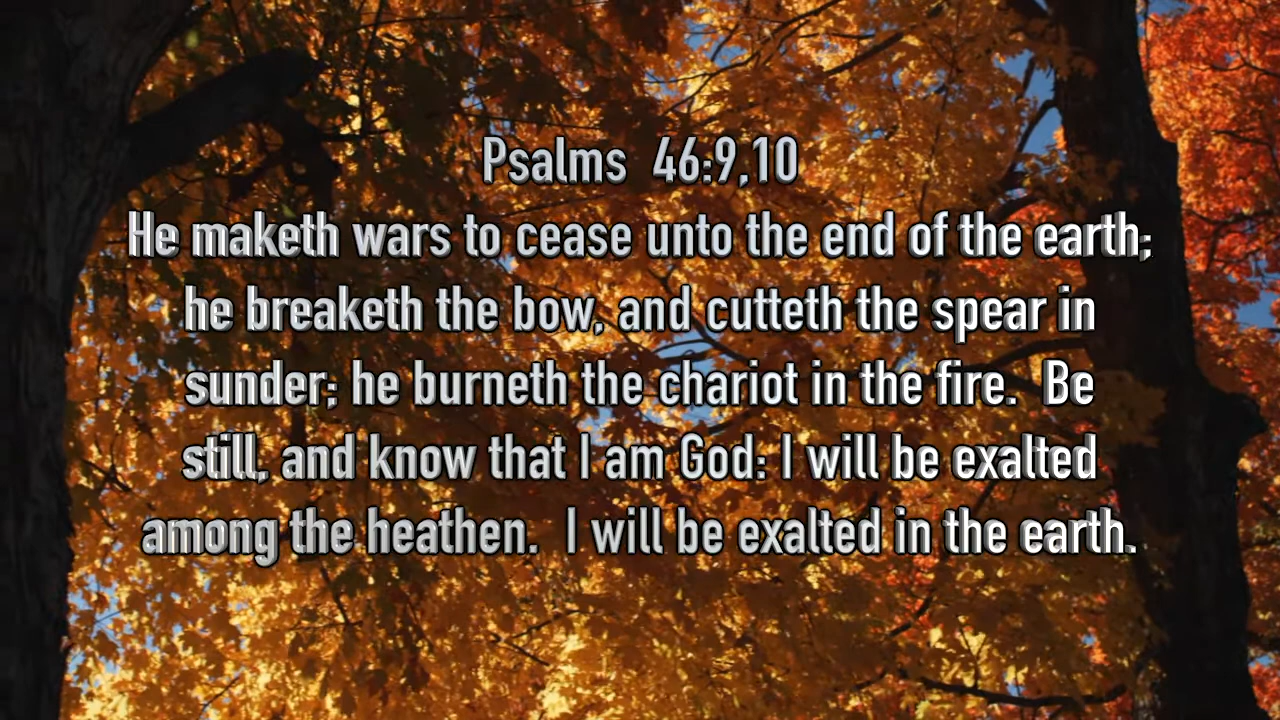 Psalms 46:9,10
He maketh wars to cease unto the end of the earth;
he breaketh the bow, and cutteth the spear in
sunder; he burneth the chariot in the fire. Be
still, and know that I am God: I will be exalted
among the heathen. I will be exalted in the earth.